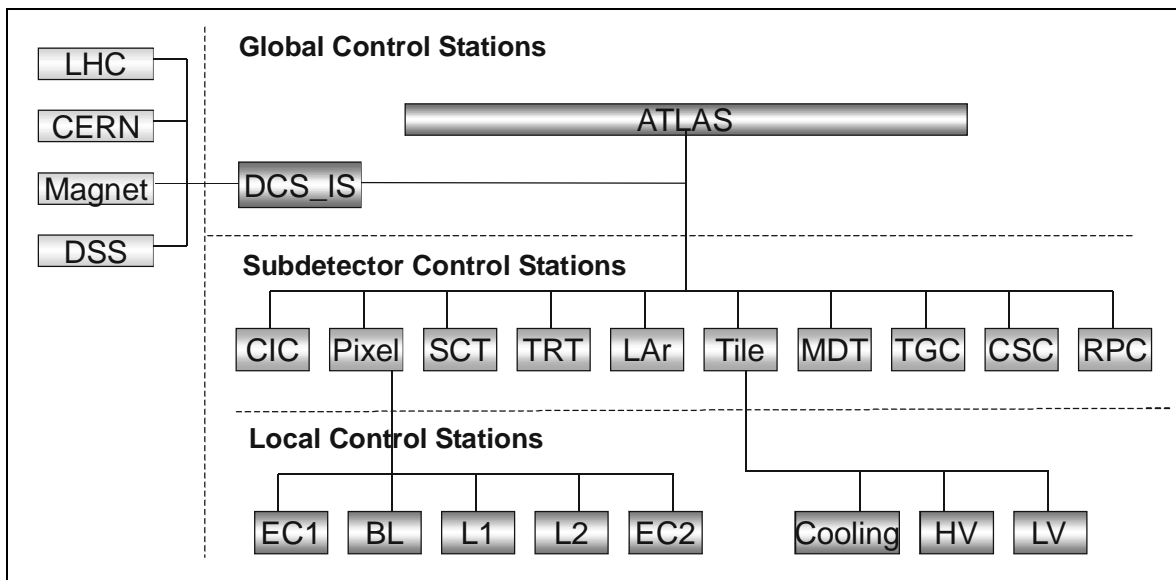 LHC
CERN
Magnet
DSS
Global Control Stations
ATLAS
DCS_IS
Subdetector Control Stations
CIC Pixel SCT TRT LAr Tile MDT TGC CSC RPC
Local Control Stations
EC1 BL L1 L2 EC2 Cooling HV LV